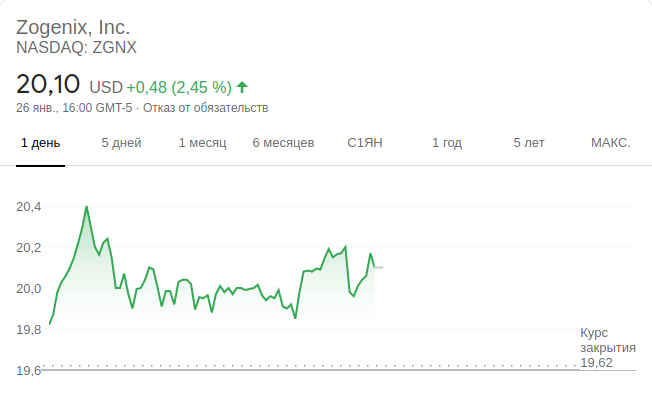 Zogenix, Inc.
NASDAQ: ZGNX
20,10 USD +0,48 (2,45 %)
26 янв., 16:00 GMT-5 · Отказ от обязательств
1 день 5 дней 1 месяц 6 месяцев С1ЯН 1 год 5 лет МАКС.
20,4
20,2
20,0
19,8
Курс
закрытия
19,62
19,6